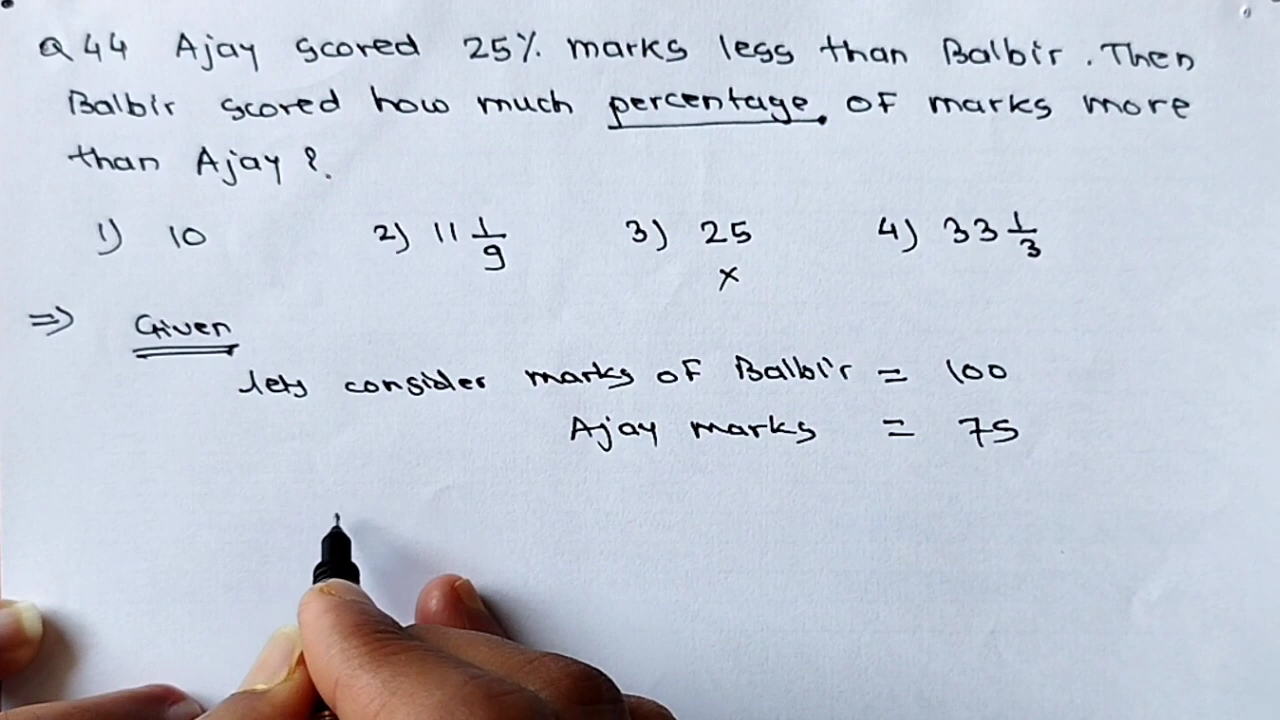 Q 44 Ajay scored 25% marks less than Balbir. Then
Balbir scored how much percentage of marks more
than Ajay?
1) 10 2) 11 1/9 3) 25 4) 33 1/3
x
=> Given
lets consider marks of Balbir = 100
Ajay marks = 75